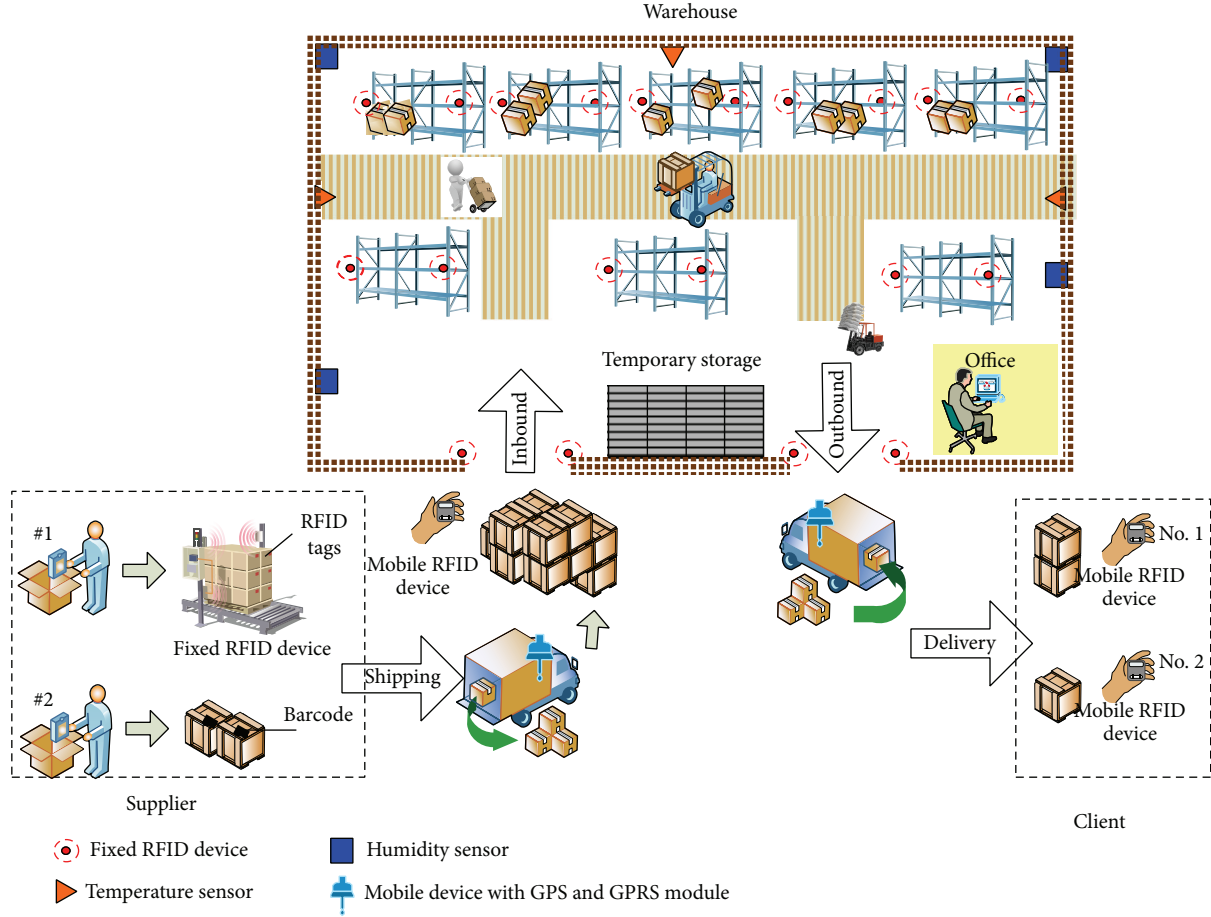 Warehouse
Temporary storage
Office
Inbound
Outbound
#1
RFID
tags
Fixed RFID device
Mobile RFID
device
No. 1
Mobile RFID
device
Shipping
Delivery
#2
Barcode
No. 2
Mobile RFID
device
Supplier
Client
Fixed RFID device
Humidity sensor
Temperature sensor
Mobile device with GPS and GPRS module